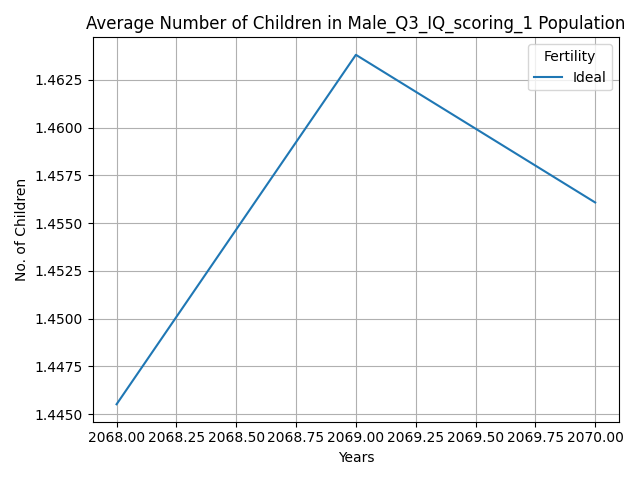 Average Number of Children in Male_Q3_IQ_scoring_1 Population
Fertility
Ideal
No. of Children
1.4625
1.4600
1.4575
1.4550
1.4525
1.4500
1.4475
1.4450
2068.00 2068.25 2068.50 2068.75 2069.00 2069.25 2069.50 2069.75 2070.00
Years